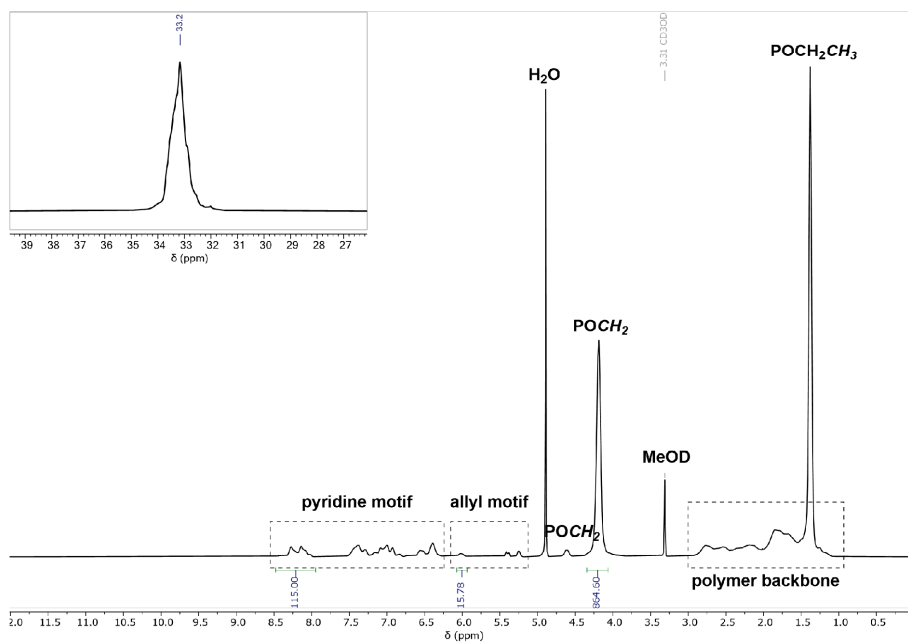 33.2
39 38 37 36 35 34 33 32 31 30 29 28 27
δ (ppm)
3.31 CD3OD
POCH₂CH₃
H₂O
POCH₂
MeOD
pyridine motif
allyl motif
POCH₂
polymer backbone
115.00
15.78
864.60
2.0 11.5 11.0 10.5 10.0 9.5 9.0 8.5 8.0 7.5 7.0 6.5 6.0 5.5 5.0 4.5 4.0 3.5 3.0 2.5 2.0 1.5 1.0 0.5
δ (ppm)